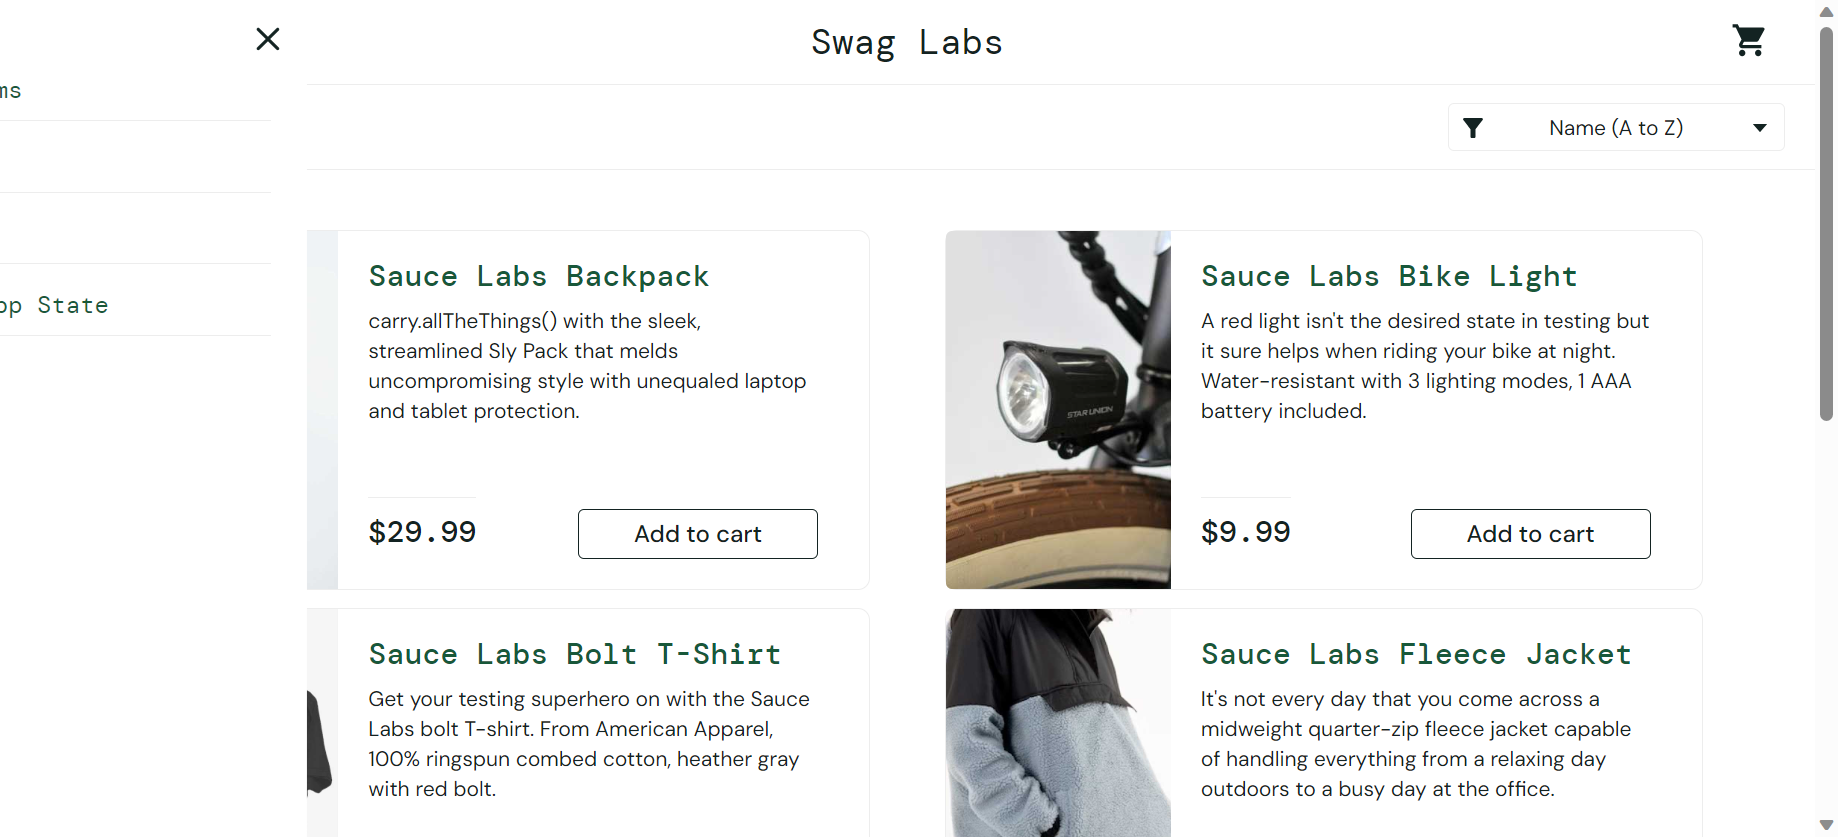 Swag Labs
ms
Name (A to Z)
pp State
Sauce Labs Backpack
carry.allTheThings() with the sleek,
streamlined Sly Pack that melds
uncompromising style with unequaled laptop
and tablet protection.
$29.99
Add to cart
Sauce Labs Bike Light
A red light isn't the desired state in testing but
it sure helps when riding your bike at night.
Water-resistant with 3 lighting modes, 1 AAA
battery included.
STAR UNION
$9.99
Add to cart
Sauce Labs Bolt T-Shirt
Get your testing superhero on with the Sauce
Labs bolt T-shirt. From American Apparel,
100% ringspun combed cotton, heather gray
with red bolt.
Sauce Labs Fleece Jacket
It's not every day that you come across a
midweight quarter-zip fleece jacket capable
of handling everything from a relaxing day
outdoors to a busy day at the office.